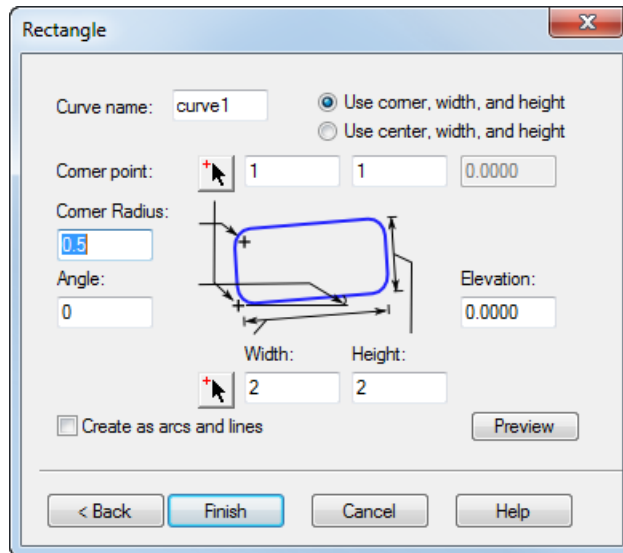 Rectangle
Curve name: curve1
Use corner, width, and height
Use center, width, and height
Corner point: 1 1 0.0000
Corner Radius:
0.5
Angle: Elevation:
0 0.0000
Width: Height:
2 2
Create as arcs and lines Preview
< Back Finish Cancel Help